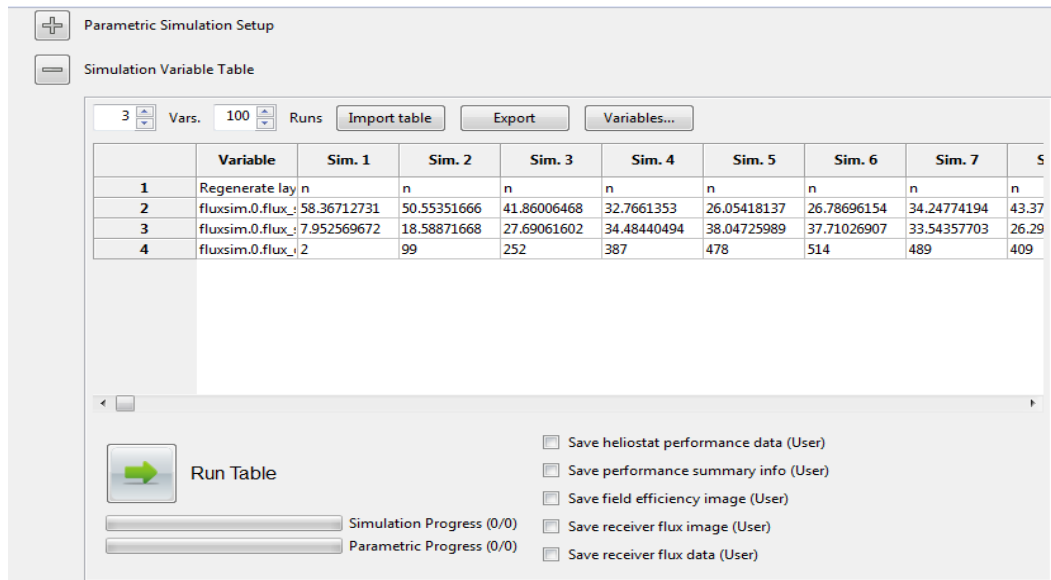 Parametric Simulation Setup
Simulation Variable Table
3 Vars. 100 Runs Import table Export Variables...
Variable Sim. 1 Sim. 2 Sim. 3 Sim. 4 Sim. 5 Sim. 6 Sim. 7 S
1 Regenerate lay n n n n n n n n
2 fluxsim.0.flux_s 58.36712731 50.55351666 41.86006468 32.7661353 26.05418137 26.78696154 34.24774194 43.37
3 fluxsim.0.flux_s 7.952569672 18.58871668 27.69061602 34.48440494 38.04725989 37.71026907 33.54357703 26.29
4 fluxsim.0.flux_ 2 99 252 387 478 514 489 409
Run Table
Simulation Progress (0/0)
Parametric Progress (0/0)
Save heliostat performance data (User)
Save performance summary info (User)
Save field efficiency image (User)
Save receiver flux image (User)
Save receiver flux data (User)